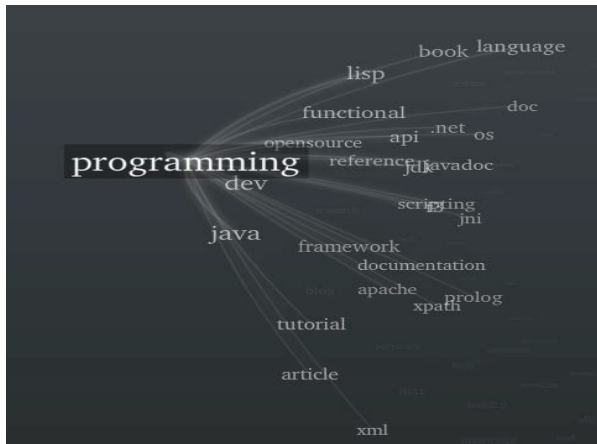 book language
lisp
functional
doc
opensource api .net os
programming
reference jdk javadoc
dev
scripting
jni
java
framework
documentation
apache
prolog
xpath
tutorial
article
xml